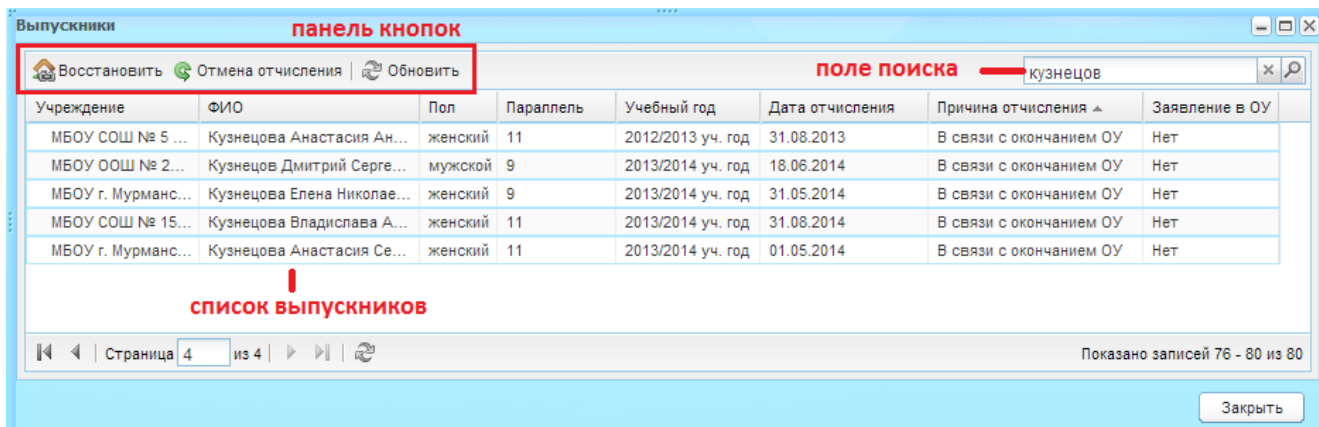 Выпускники
панель кнопок
Восстановить Отмена отчисления Обновить поле поиска кузнецов
Учреждение ФИО Пол Параллель Учебный год Дата отчисления Причина отчисления Заявление в ОУ
МБОУ СОШ № 5 ... Кузнецова Анастасия Ан... женский 11 2012/2013 уч. год 31.08.2013 В связи с окончанием ОУ Нет
МБОУ ООШ № 2... Кузнецов Дмитрий Серге... мужской 9 2013/2014 уч. год 18.06.2014 В связи с окончанием ОУ Нет
МБОУ г. Мурманс... Кузнецова Елена Николае... женский 9 2013/2014 уч. год 31.05.2014 В связи с окончанием ОУ Нет
МБОУ СОШ № 15... Кузнецова Владислава А... женский 11 2013/2014 уч. год 31.08.2014 В связи с окончанием ОУ Нет
МБОУ г. Мурманс... Кузнецова Анастасия Се... женский 11 2013/2014 уч. год 01.05.2014 В связи с окончанием ОУ Нет
список выпускников
Страница 4 из 4 Показано записей 76 - 80 из 80
Закрыть